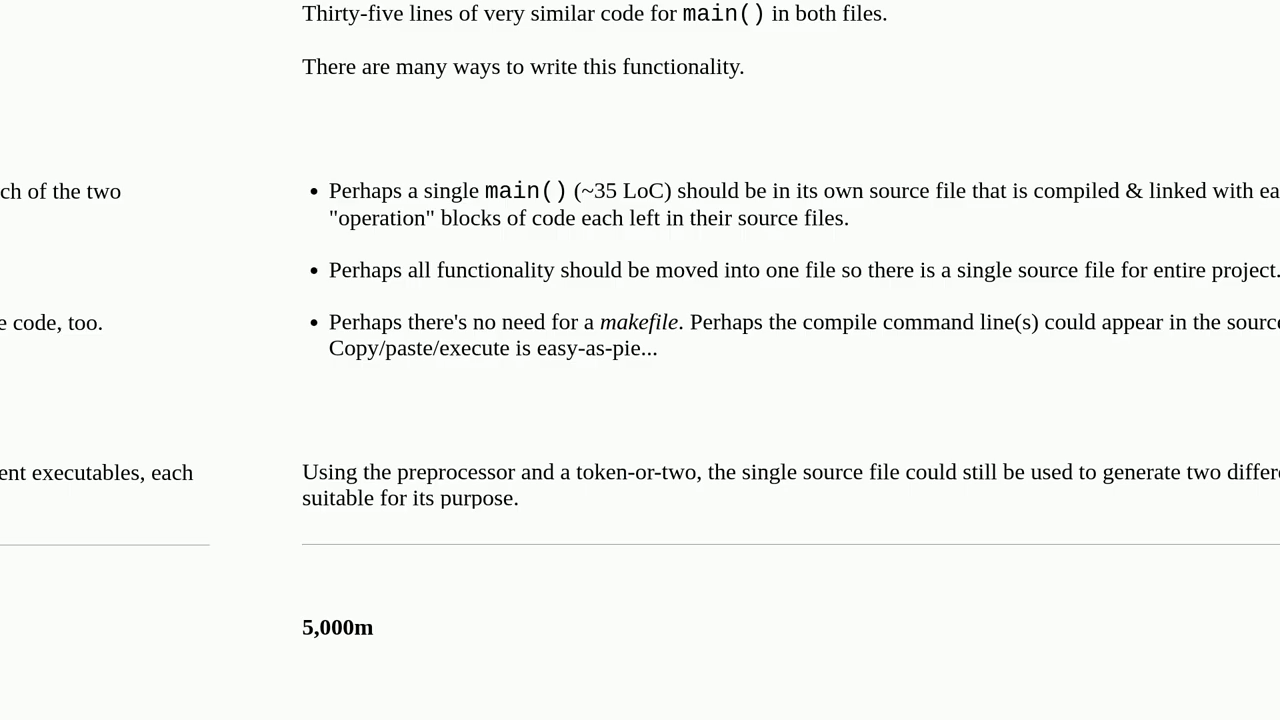 Thirty-five lines of very similar code for main() in both files.
There are many ways to write this functionality.
ch of the two
• Perhaps a single main() (~35 LoC) should be in its own source file that is compiled & linked with ea
"operation" blocks of code each left in their source files.
• Perhaps all functionality should be moved into one file so there is a single source file for entire project.
e code, too.
• Perhaps there's no need for a makefile. Perhaps the compile command line(s) could appear in the source
Copy/paste/execute is easy-as-pie...
ent executables, each
Using the preprocessor and a token-or-two, the single source file could still be used to generate two differe
suitable for its purpose.
5,000m